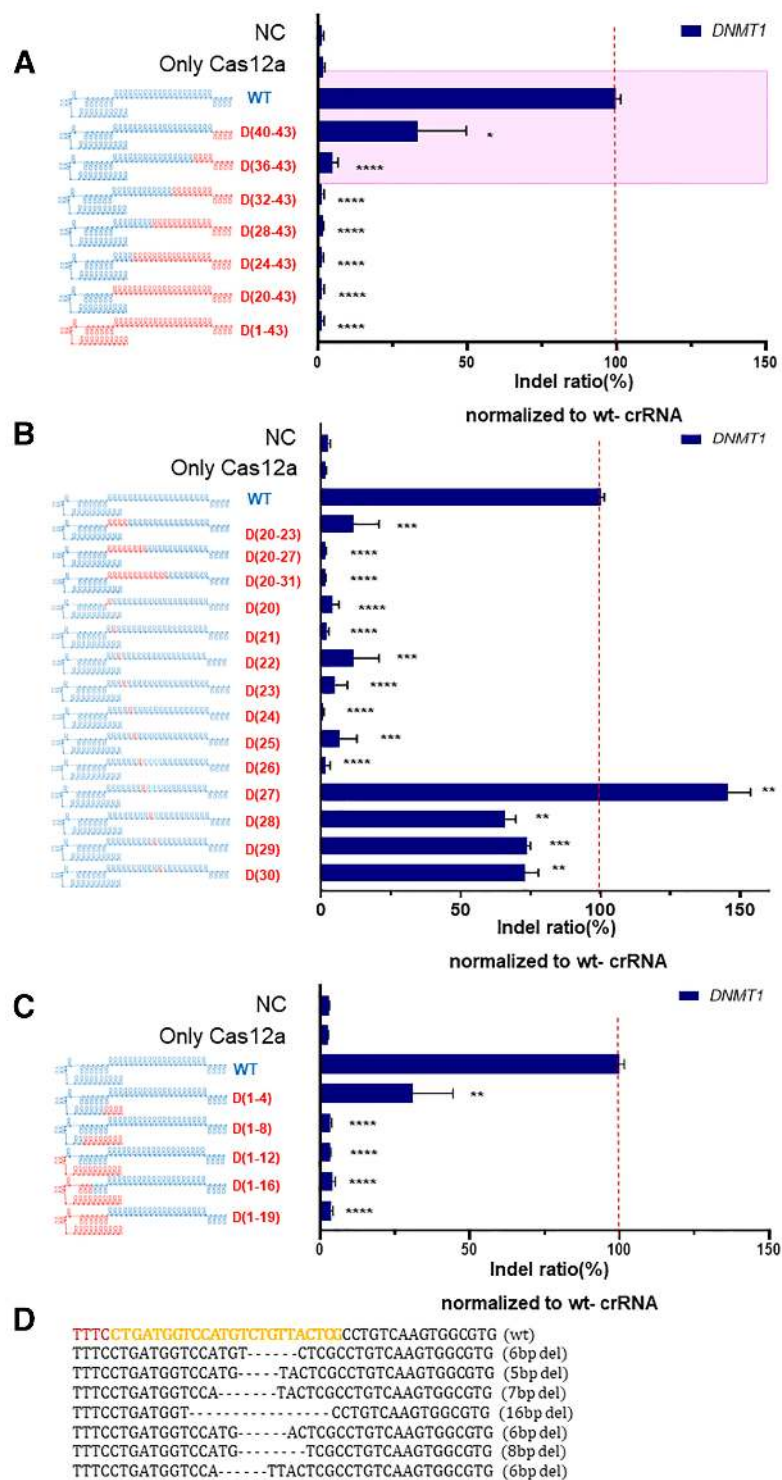 A
NC
DNMT1
Only Cas12a
WT
D(40-43)
*
D(36-43)
****
D(32-43)
****
D(28-43)
****
D(24-43)
****
D(20-43)
****
D(1-43)
****
0 50 100 150
Indel ratio(%)
normalized to wt- crRNA
B
NC
DNMT1
Only Cas12a
WT
D(20-23)
***
D(20-27)
****
D(20-31)
****
D(20)
****
D(21)
****
D(22)
***
D(23)
****
D(24)
****
D(25)
***
D(26)
****
D(27)
**
D(28)
**
D(29)
***
D(30)
**
0 50 100 150
Indel ratio(%)
normalized to wt- crRNA
C
NC
DNMT1
Only Cas12a
WT
D(1-4)
**
D(1-8)
****
D(1-12)
****
D(1-16)
****
D(1-19)
****
0 50 100 150
Indel ratio(%)
normalized to wt- crRNA
D
TTTCCTGATGGTCCATGTCTGTTACTCGCCTGTCAAGTGGCGTG (wt)
TTTCCTGATGGTCCATGT------CTCGCCTGTCAAGTGGCGTG (6bp del)
TTTCCTGATGGTCCATG-----TACTCGCCTGTCAAGTGGCGTG (5bp del)
TTTCCTGATGGTCCA-------TACTCGCCTGTCAAGTGGCGTG (7bp del)
TTTCCTGATGGT----------------CCTGTCAAGTGGCGTG (16bp del)
TTTCCTGATGGTCCATG------ACTCGCCTGTCAAGTGGCGTG (6bp del)
TTTCCTGATGGTCCATG--------TCGCCTGTCAAGTGGCGTG (8bp del)
TTTCCTGATGGTCCA------TTACTCGCCTGTCAAGTGGCGTG (6bp del)